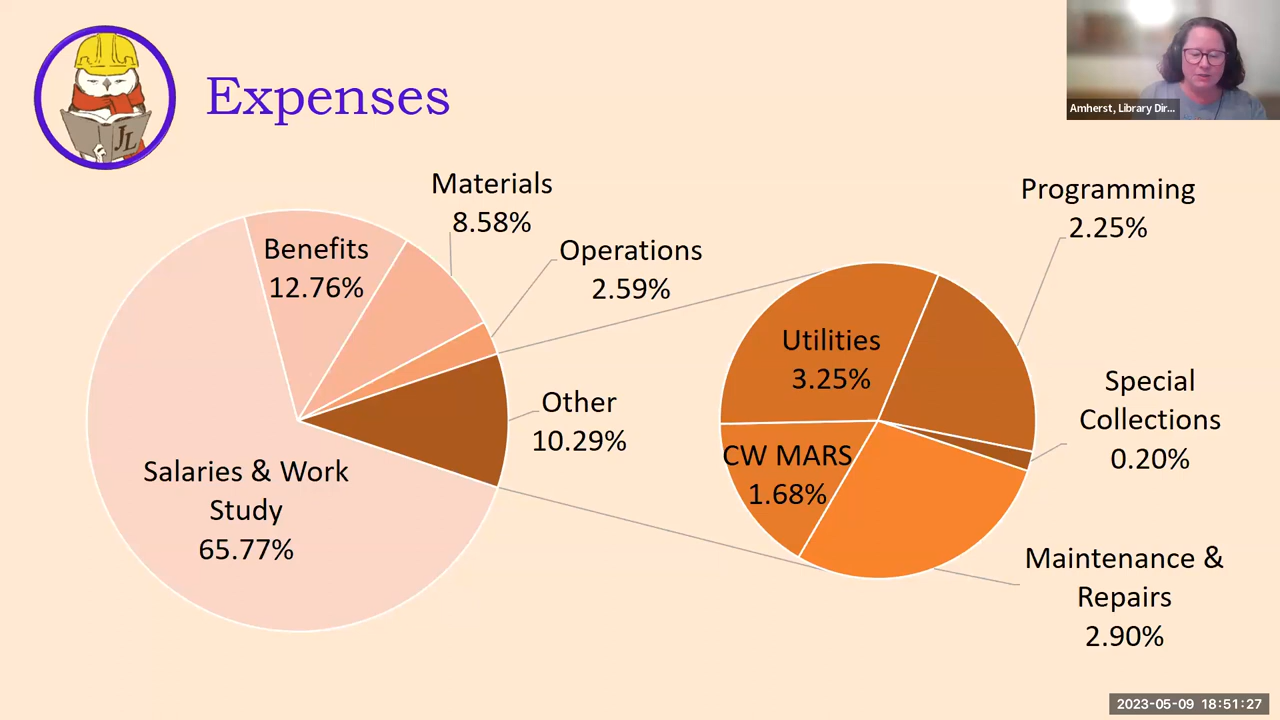 Expenses
JL
Amherst, Library Dir...
Materials
8.58%
Benefits
12.76%
Operations
2.59%
Other
10.29%
Salaries & Work
Study
65.77%
Programming
2.25%
Utilities
3.25%
CW MARS
1.68%
Special
Collections
0.20%
Maintenance &
Repairs
2.90%
2023-05-09 18:51:27